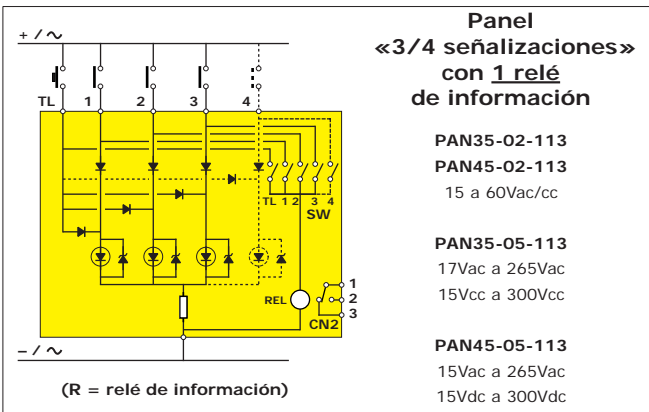 + / ~
TL 1 2 3 4
TL 1 2 3 4
SW
REL
1
2
3
CN2
– / ~
(R = relé de información)
Panel
«3/4 señalizaciones»
con 1 relé
de información
PAN35-02-113
PAN45-02-113
15 a 60Vac/cc
PAN35-05-113
17Vac a 265Vac
15Vcc a 300Vcc
PAN45-05-113
15Vac a 265Vac
15Vdc a 300Vdc